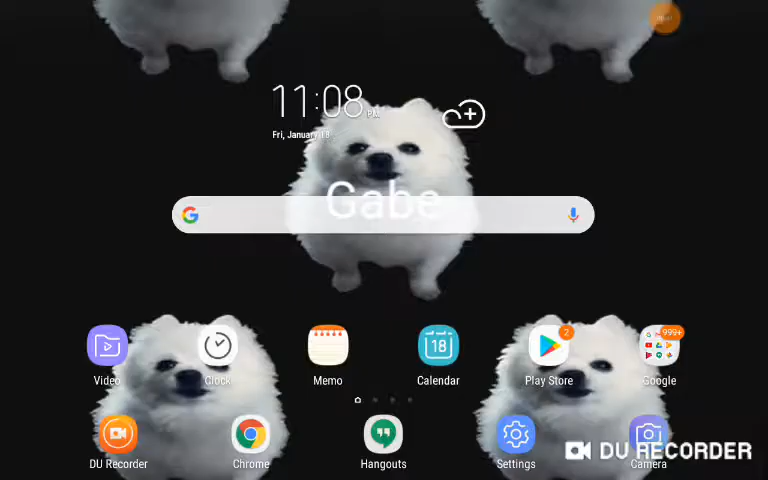 11:08 PM
Fri, January 18
Gabe
Video
Clock
Memo
18
Calendar
2
Play Store
999+
Google
DU Recorder
Chrome
Hangouts
Settings
Camera
DU RECORDER